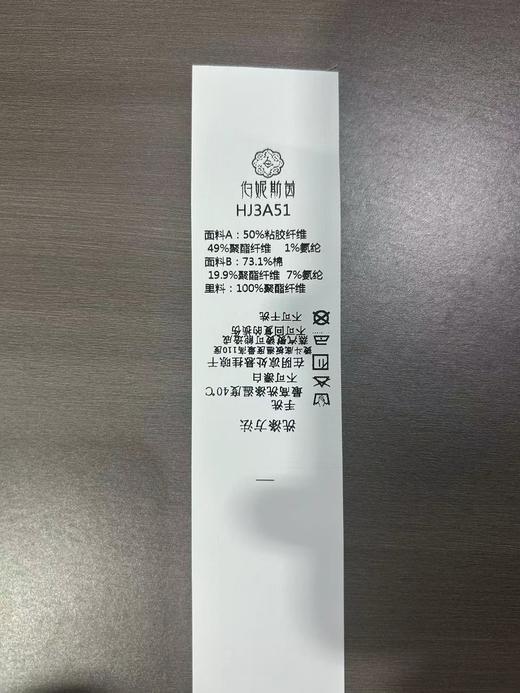 伯妮斯茵
HJ3A51
面料A：50%粘胶纤维
49%聚酯纤维 1%氨纶
面料B：73.1%棉
19.9%聚酯纤维 7%氨纶
里料：100%聚酯纤维
洗涤方法
手洗
最高洗涤温度40℃
不可漂白
在阴凉处悬挂晾干
熨斗底板温度最高110度
蒸汽熨烫可能造成
不可回复的损伤
不可干洗